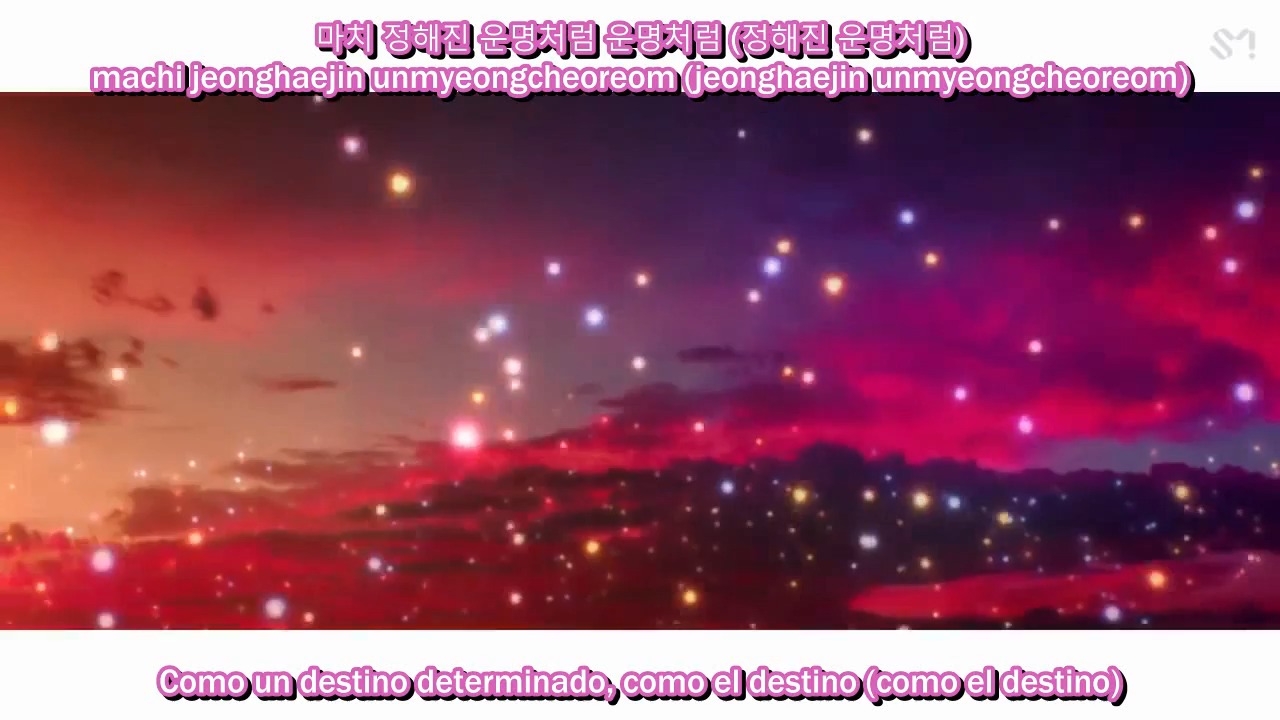 마치 정해진 운명처럼 운명처럼 (정해진 운명처럼)
machi jeonghaejin unmyeongcheoreom (jeonghaejin unmyeongcheoreom)
SM
Como un destino determinado, como el destino (como el destino)